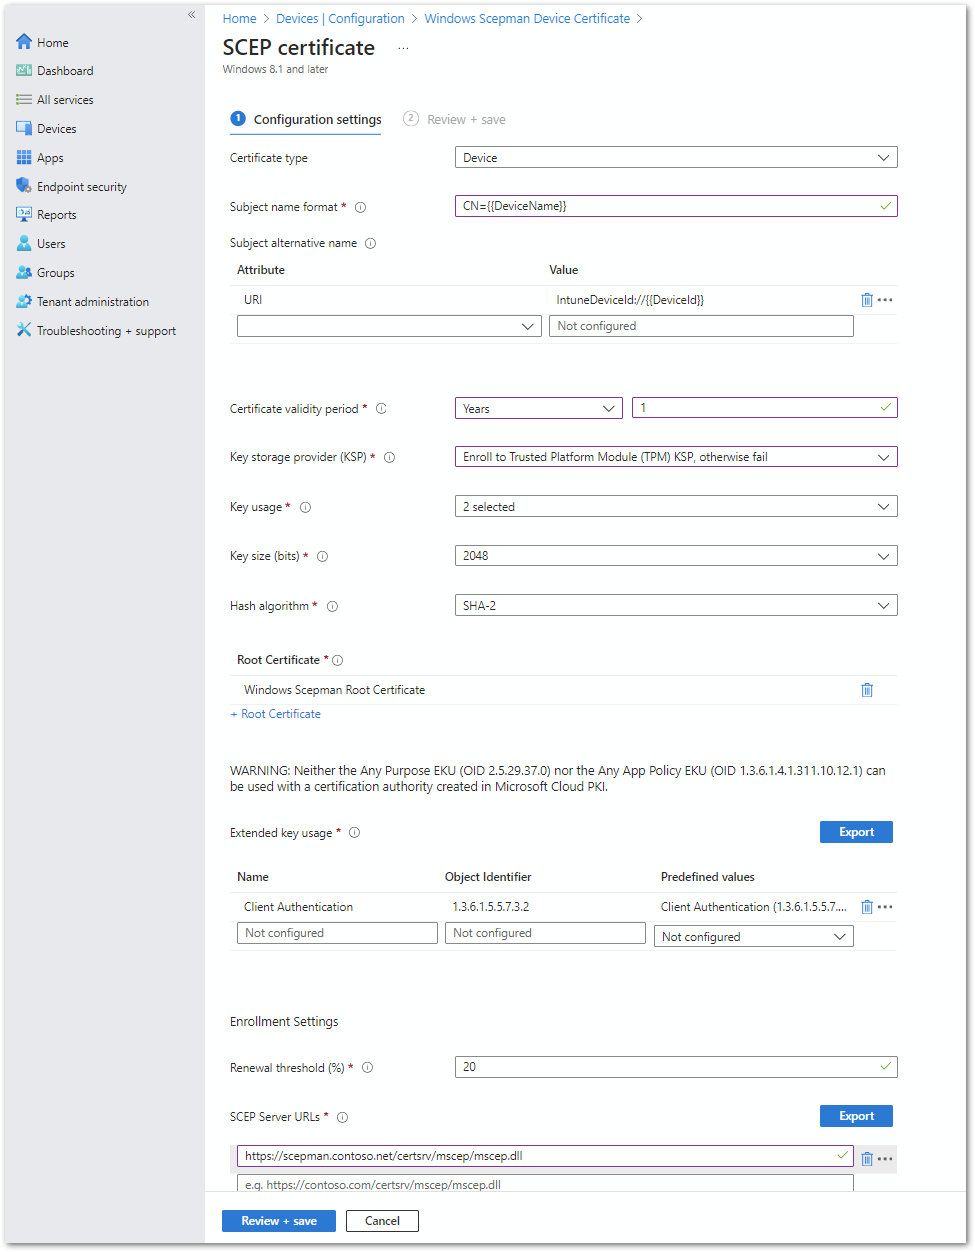 «
Home
Dashboard
All services
Devices
Apps
Endpoint security
Reports
Users
Groups
Tenant administration
Troubleshooting + support
Home > Devices | Configuration > Windows Scepman Device Certificate >
SCEP certificate ...
Windows 8.1 and later
1 Configuration settings 2 Review + save
Certificate type Device
Subject name format * CN={{DeviceName}}
Subject alternative name
Attribute Value
URI IntuneDeviceId://{{DeviceId}}
Not configured
Certificate validity period * Years 1
Key storage provider (KSP) * Enroll to Trusted Platform Module (TPM) KSP, otherwise fail
Key usage * 2 selected
Key size (bits) * 2048
Hash algorithm * SHA-2
Root Certificate *
Windows Scepman Root Certificate
+ Root Certificate
WARNING: Neither the Any Purpose EKU (OID 2.5.29.37.0) nor the Any App Policy EKU (OID 1.3.6.1.4.1.311.10.12.1) can
be used with a certification authority created in Microsoft Cloud PKI.
Extended key usage * Export
Name Object Identifier Predefined values
Client Authentication 1.3.6.1.5.5.7.3.2 Client Authentication (1.3.6.1.5.5.7....
Not configured Not configured Not configured
Enrollment Settings
Renewal threshold (%) * 20
SCEP Server URLs * Export
https://scepman.contoso.net/certsrv/mscep/mscep.dll
e.g. https://contoso.com/certsrv/mscep/mscep.dll
Review + save Cancel